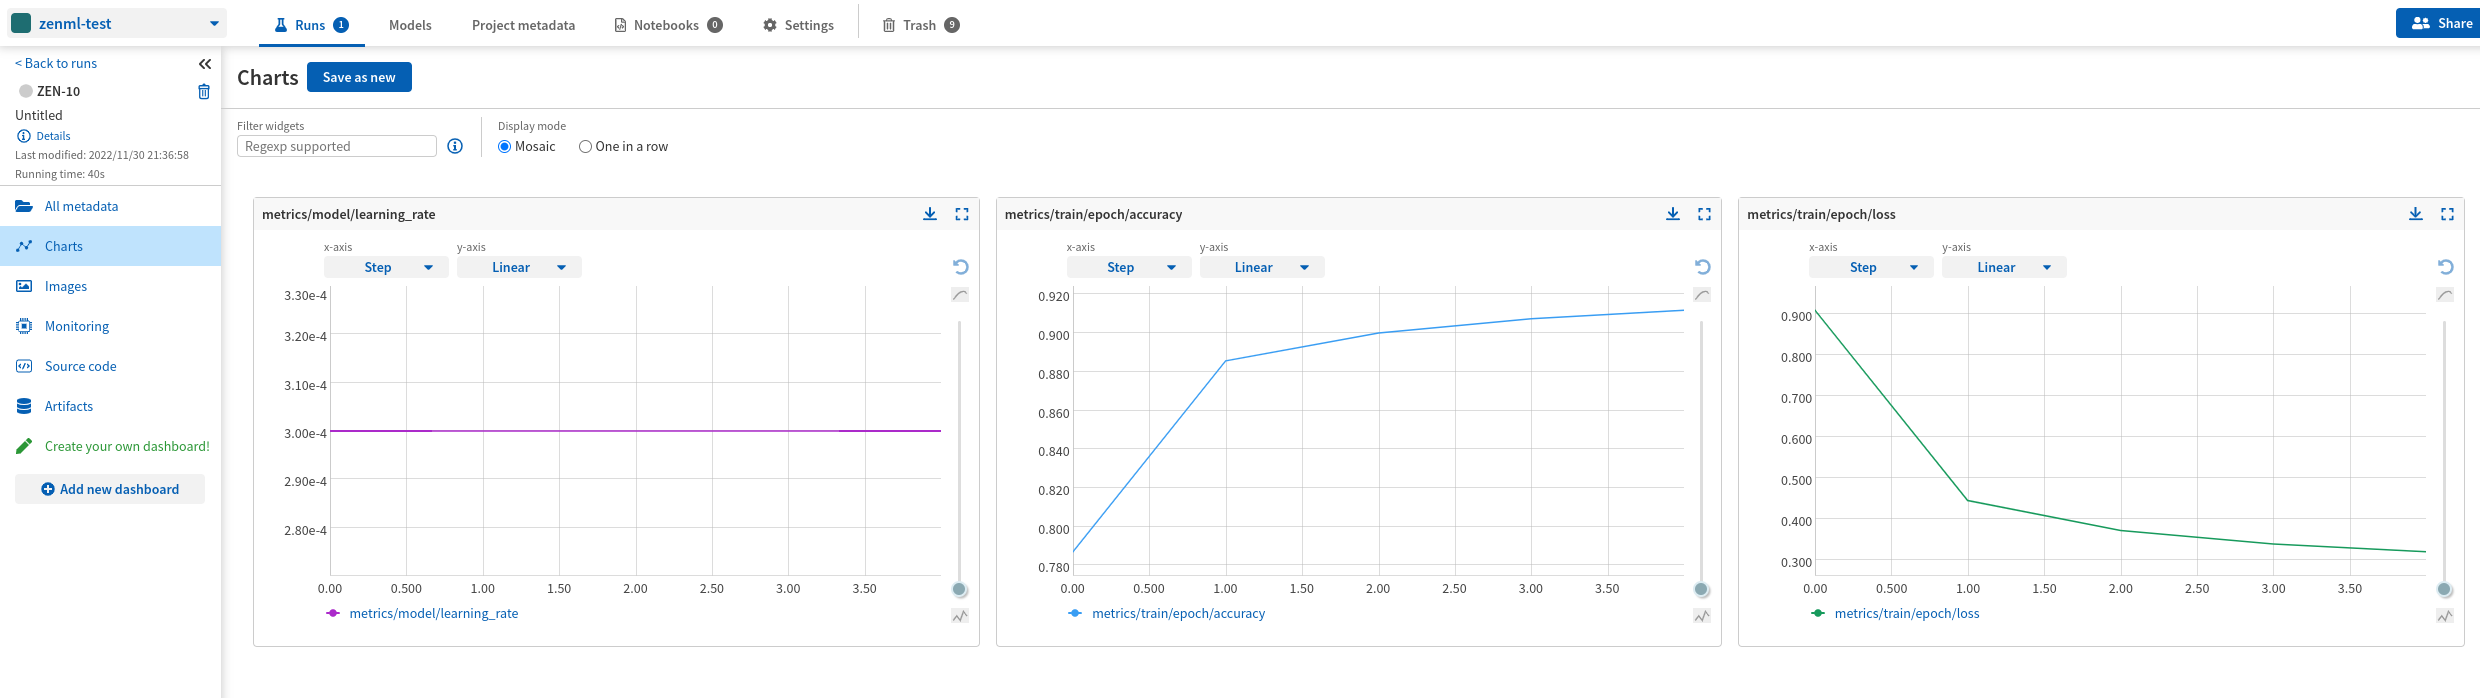 zenml-test
Runs 1
Models
Project metadata
Notebooks 0
Settings
Trash 9
Share
< Back to runs
ZEN-10
Untitled
Details
Last modified: 2022/11/30 21:36:58
Running time: 40s
All metadata
Charts
Images
Monitoring
Source code
Artifacts
Create your own dashboard!
Add new dashboard
Charts
Save as new
Filter widgets
Regexp supported
Display mode
Mosaic
One in a row
metrics/model/learning_rate
x-axis
y-axis
Step
Linear
3.30e-4
3.20e-4
3.10e-4
3.00e-4
2.90e-4
2.80e-4
0.00 0.500 1.00 1.50 2.00 2.50 3.00 3.50
metrics/model/learning_rate
metrics/train/epoch/accuracy
x-axis
y-axis
Step
Linear
0.920
0.900
0.880
0.860
0.840
0.820
0.800
0.780
0.00 0.500 1.00 1.50 2.00 2.50 3.00 3.50
metrics/train/epoch/accuracy
metrics/train/epoch/loss
x-axis
y-axis
Step
Linear
0.900
0.800
0.700
0.600
0.500
0.400
0.300
0.00 0.500 1.00 1.50 2.00 2.50 3.00 3.50
metrics/train/epoch/loss